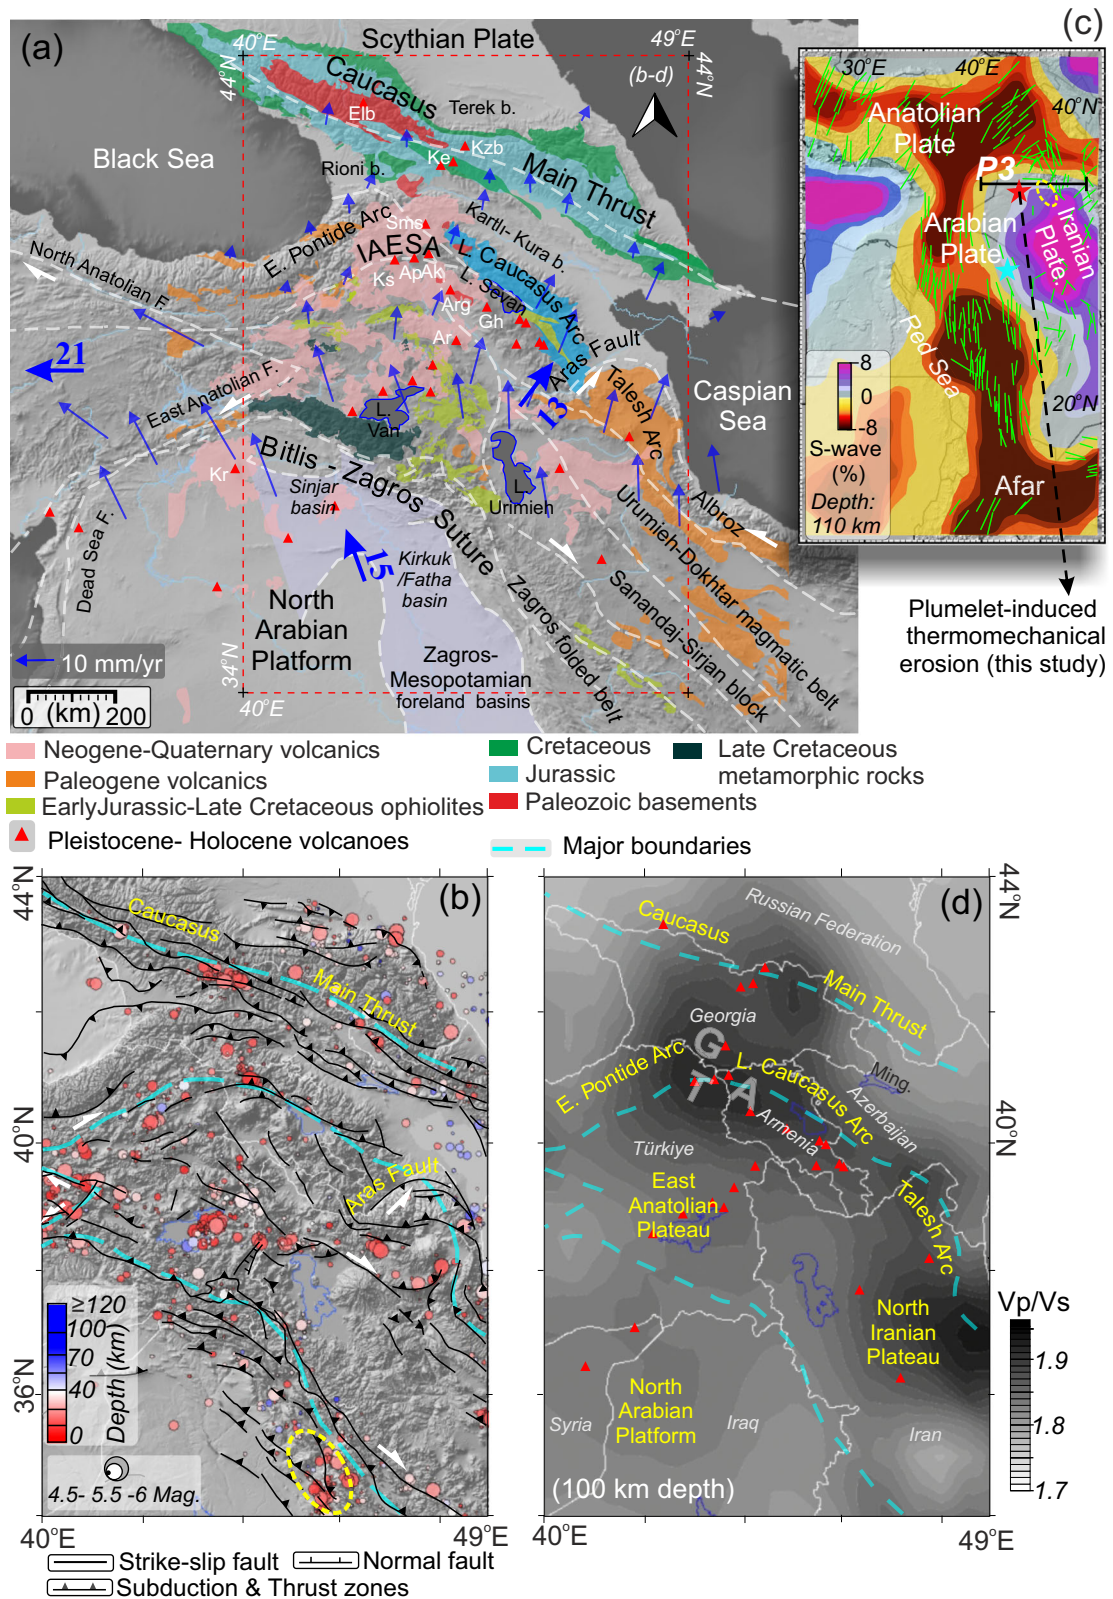 (a)
40°E
Scythian Plate
49°E
44°N
44°N
(b-d)
Caucasus
Terek b.
Elb
Black Sea
Kzb
Ke
Main Thrust
Rioni b.
E. Pontide Arc
Sms
Kartli- Kura b.
IAESA
North Anatolian F.
Ks
Ap
Ak
L. Caucasus Arc
L. Sevan
Arg
Gh
Ar
21
Aras Fault
East Anatolian F.
Talesh Arc
Caspian
Sea
13
L.
Van
Bitlis - Zagros Suture
Kr
Sinjar
basin
L.
Urimieh
Albroz
Urumieh-Dokhtar magmatic belt
Dead Sea F.
15
Kirkuk
/Fatha
basin
Zagros folded belt
Sanandaj-Sirjan block
North
Arabian
Platform
10 mm/yr
Zagros-
Mesopotamian
foreland basins
34°N
40°E
0 (km) 200
(c)
30°E
40°E
40°N
Anatolian
Plate
P3
Arabian
Plate
Iranian
Plate.
Red Sea
8
0
-8
S-wave
(%)
Depth:
110 km
20°N
Afar
Plumelet-induced
thermomechanical
erosion (this study)
Neogene-Quaternary volcanics
Paleogene volcanics
EarlyJurassic-Late Cretaceous ophiolites
Pleistocene- Holocene volcanoes
Cretaceous
Jurassic
Paleozoic basements
Late Cretaceous
metamorphic rocks
Major boundaries
(b)
44°N
Caucasus
Main Thrust
40°N
Aras Fault
≥120
100
70
40
0
Depth (km)
36°N
4.5- 5.5 -6 Mag.
40°E
49°E
Strike-slip fault
Normal fault
Subduction & Thrust zones
(d)
44°N
Russian Federation
Caucasus
Main Thrust
Georgia
G
T
A
E. Pontide Arc
L. Caucasus Arc
Ming.
Azerbaijan
Armenia
40°N
Türkiye
East
Anatolian
Plateau
Talesh Arc
Vp/Vs
North
Iranian
Plateau
1.9
1.8
1.7
North
Arabian
Platform
Syria
Iraq
Iran
(100 km depth)
40°E
49°E